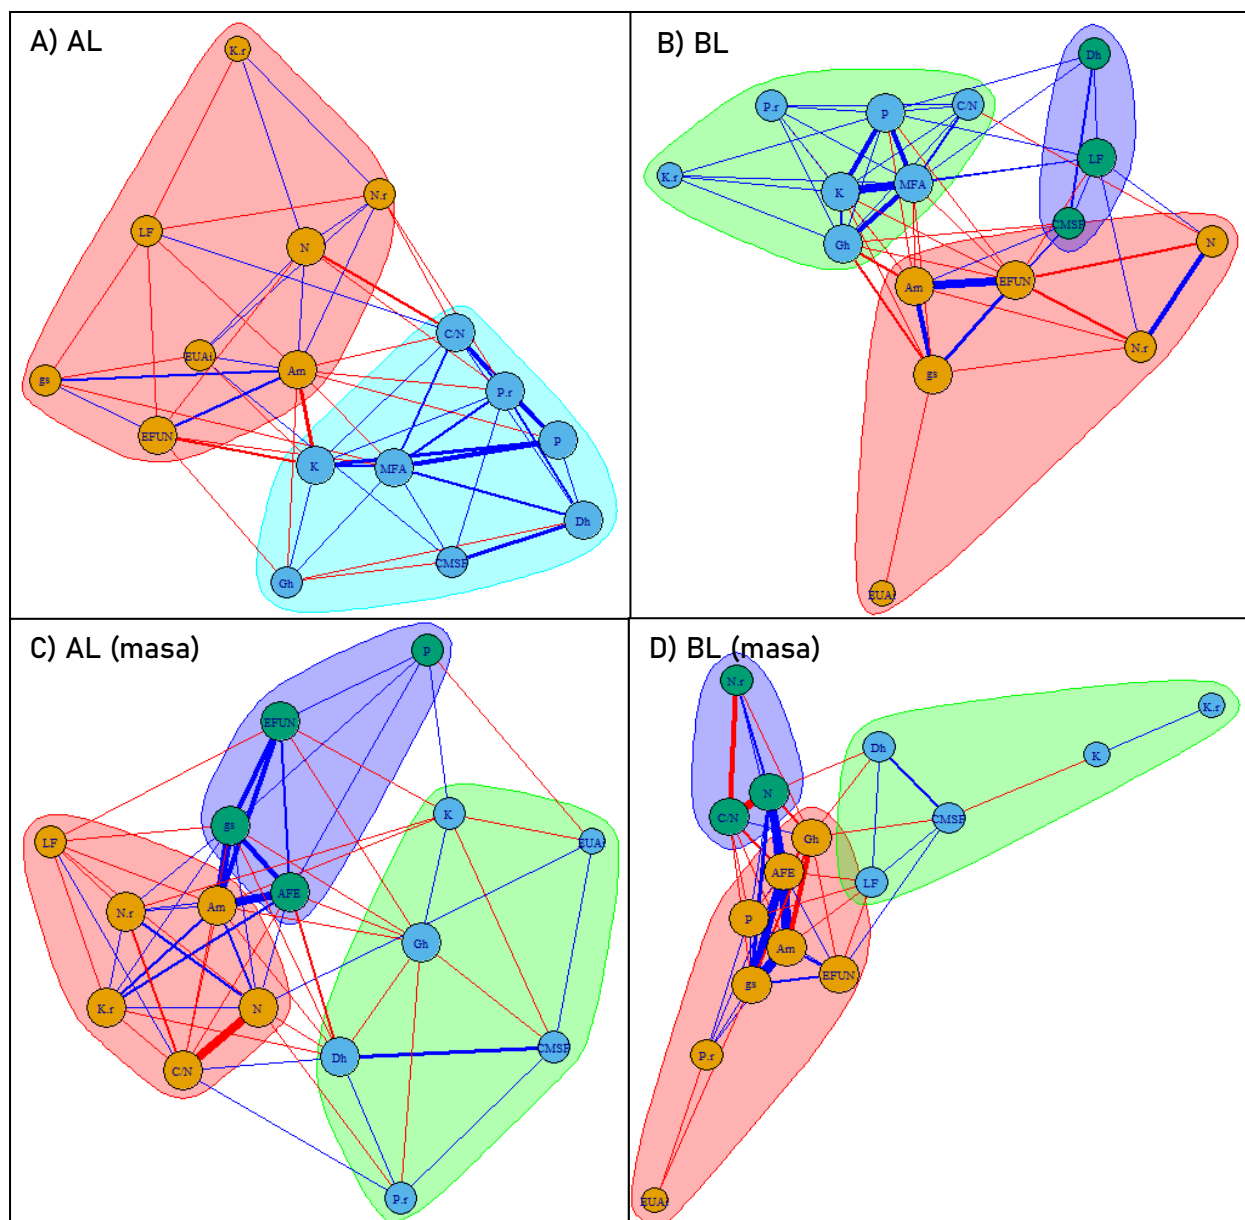 A) AL
K.r
N.r
LF
N
C/N
EUAi
Am
gs
P.r
EFUN
P
K
MFA
Dh
CMSF
Gh
B) BL
Dh
P.r
P
C/N
LF
K.r
K
MFA
CMSF
Gh
N
Am
EFUN
N.r
gs
EUAi
C) AL (masa)
P
EFUN
K
gs
LF
EUAi
AFE
N.r
Am
Gh
K.r
N
CMSF
Dh
C/N
P.r
D) BL (masa)
N.r
K.r
Dh
K
N
C/N
CMSF
Gh
AFE
LF
P
Am
EFUN
gs
P.r
EUAi